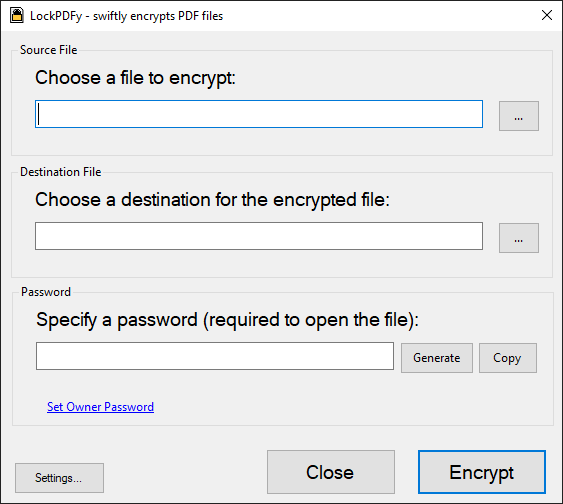 LockPDFy - swiftly encrypts PDF files
Source File
Choose a file to encrypt:
...
Destination File
Choose a destination for the encrypted file:
...
Password
Specify a password (required to open the file):
Generate Copy
Set Owner Password
Settings... Close Encrypt